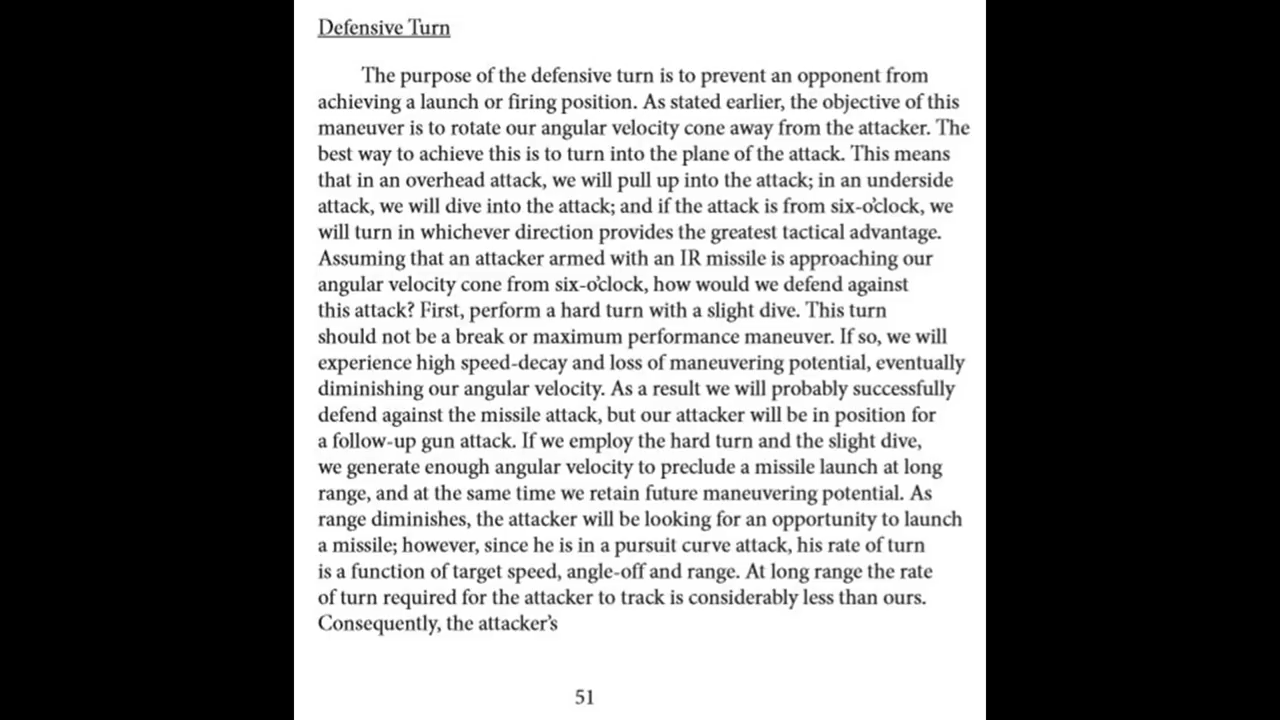 Defensive Turn
The purpose of the defensive turn is to prevent an opponent from
achieving a launch or firing position. As stated earlier, the objective of this
maneuver is to rotate our angular velocity cone away from the attacker. The
best way to achieve this is to turn into the plane of the attack. This means
that in an overhead attack, we will pull up into the attack; in an underside
attack, we will dive into the attack; and if the attack is from six-o’clock, we
will turn in whichever direction provides the greatest tactical advantage.
Assuming that an attacker armed with an IR missile is approaching our
angular velocity cone from six-o’clock, how would we defend against
this attack? First, perform a hard turn with a slight dive. This turn
should not be a break or maximum performance maneuver. If so, we will
experience high speed-decay and loss of maneuvering potential, eventually
diminishing our angular velocity. As a result we will probably successfully
defend against the missile attack, but our attacker will be in position for
a follow-up gun attack. If we employ the hard turn and the slight dive,
we generate enough angular velocity to preclude a missile launch at long
range, and at the same time we retain future maneuvering potential. As
range diminishes, the attacker will be looking for an opportunity to launch
a missile; however, since he is in a pursuit curve attack, his rate of turn
is a function of target speed, angle-off and range. At long range the rate
of turn required for the attacker to track is considerably less than ours.
Consequently, the attacker’s
51